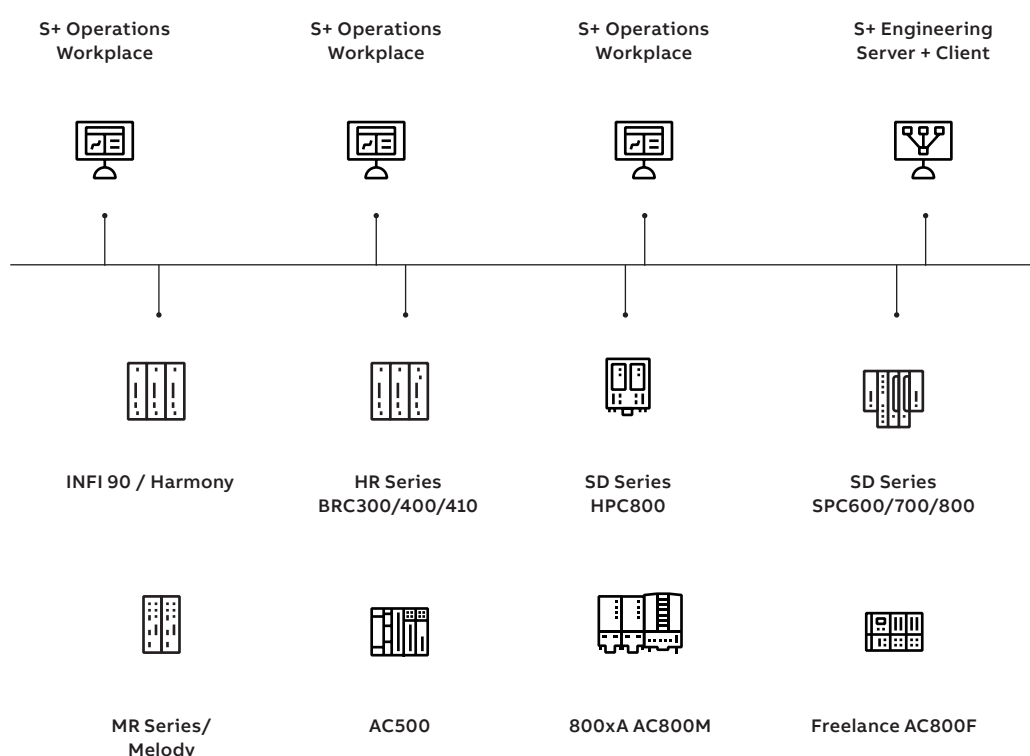 S+ Operations
Workplace
S+ Operations
Workplace
S+ Operations
Workplace
S+ Engineering
Server + Client
INFI 90 / Harmony
HR Series
BRC300/400/410
SD Series
HPC800
SD Series
SPC600/700/800
MR Series/
Melody
AC500
800xA AC800M
Freelance AC800F